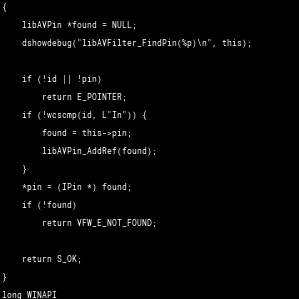 {
    libAVPin *found = NULL;
    dshowdebug("libAVFilter_FindPin(%p)\n", this);

    if (!id || !pin)
        return E_POINTER;
    if (!wcscmp(id, L"In")) {
        found = this->pin;
        libAVPin_AddRef(found);
    }
    *pin = (IPin *) found;
    if (!found)
        return VFW_E_NOT_FOUND;

    return S_OK;
}
long WINAPI